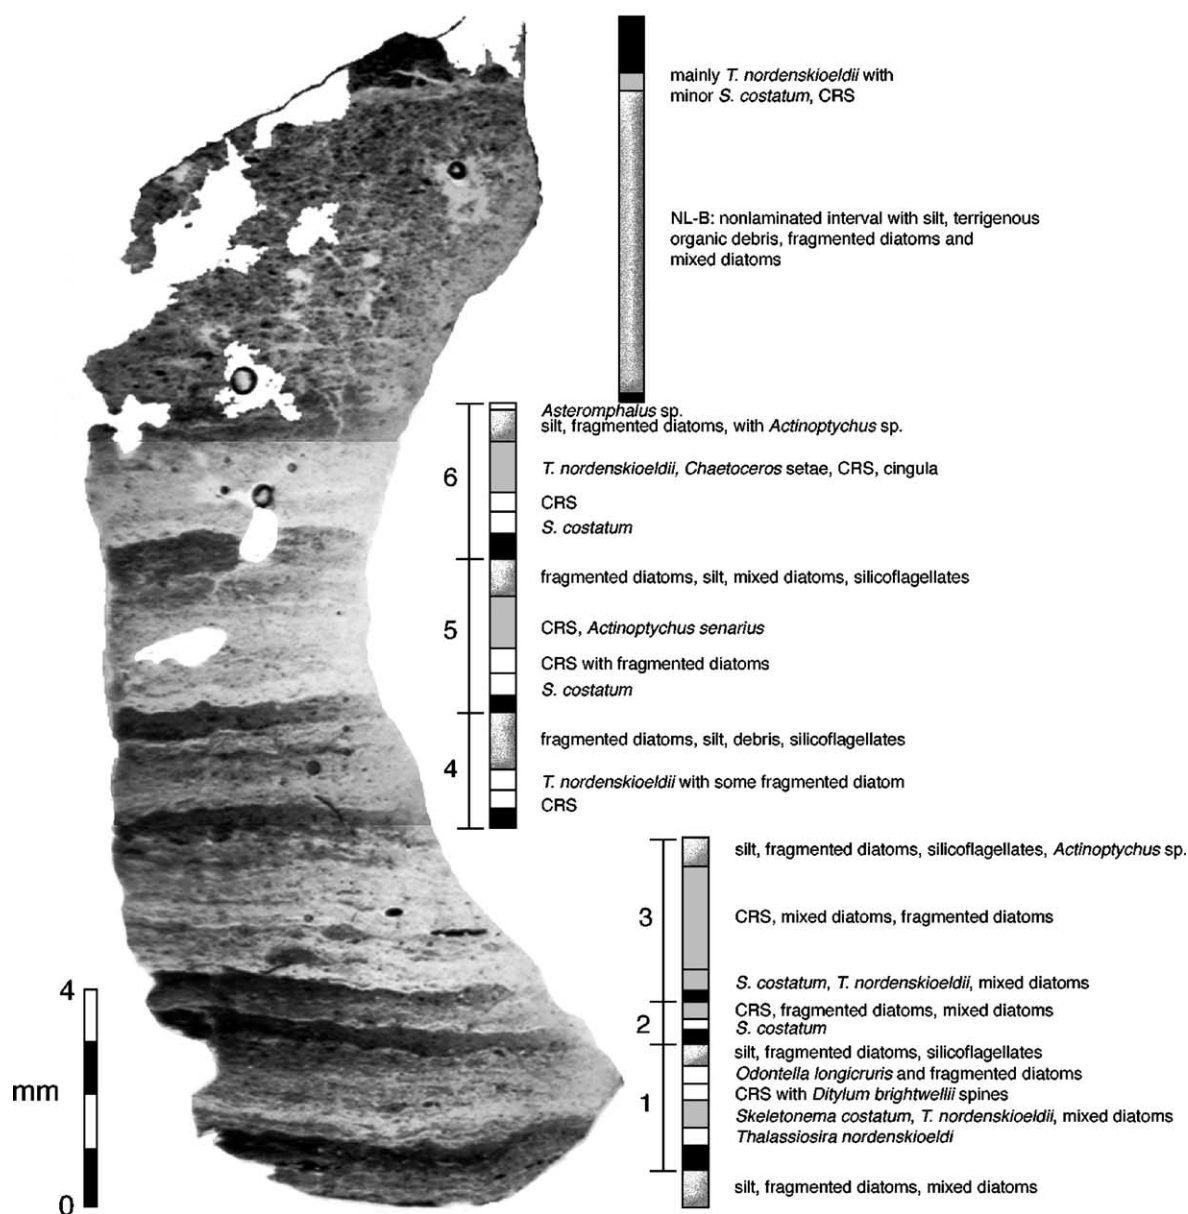 mainly T. nordenskioeldii with
minor S. costatum, CRS
NL-B: nonlaminated interval with silt, terrigenous
organic debris, fragmented diatoms and
mixed diatoms
Asteromphalus sp.
silt, fragmented diatoms, with Actinoptychus sp.
6
T. nordenskioeldii, Chaetoceros setae, CRS, cingula
CRS
S. costatum
fragmented diatoms, silt, mixed diatoms, silicoflagellates
5
CRS, Actinoptychus senarius
CRS with fragmented diatoms
S. costatum
fragmented diatoms, silt, debris, silicoflagellates
4
T. nordenskioeldii with some fragmented diatom
CRS
silt, fragmented diatoms, silicoflagellates, Actinoptychus sp.
3
CRS, mixed diatoms, fragmented diatoms
S. costatum, T. nordenskioeldii, mixed diatoms
CRS, fragmented diatoms, mixed diatoms
2
S. costatum
silt, fragmented diatoms, silicoflagellates
Odontella longicruris and fragmented diatoms
1
CRS with Ditylum brightwellii spines
Skeletonema costatum, T. nordenskioeldii, mixed diatoms
Thalassiosira nordenskioeldi
silt, fragmented diatoms, mixed diatoms
4
mm
0